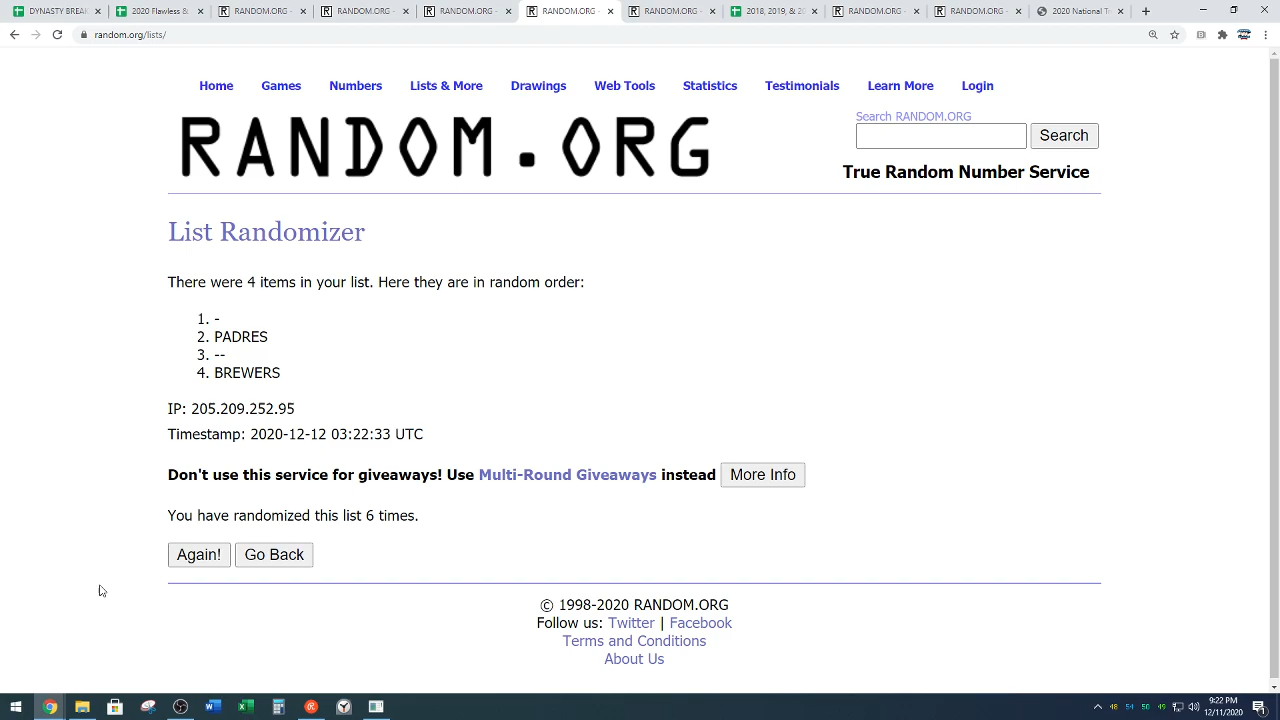 DYNASTY BREAK
2020 Flawless &
RANDOM.ORG -
RANDOM.ORG -
RANDOM.ORG -
RANDOM.ORG -
RANDOM.ORG -
2018, 2019, & 2
RANDOM.ORG -
RANDOM.ORG -
2020 National T
random.org/lists/
Home Games Numbers Lists & More Drawings Web Tools Statistics Testimonials Learn More Login
RANDOM.ORG
Search RANDOM.ORG
Search
True Random Number Service
List Randomizer
There were 4 items in your list. Here they are in random order:
1. -
2. PADRES
3. --
4. BREWERS
IP: 205.209.252.95
Timestamp: 2020-12-12 03:22:33 UTC
Don't use this service for giveaways! Use Multi-Round Giveaways instead More Info
You have randomized this list 6 times.
Again! Go Back
© 1998-2020 RANDOM.ORG
Follow us: Twitter | Facebook
Terms and Conditions
About Us
48 54 50 49
9:22 PM
12/11/2020